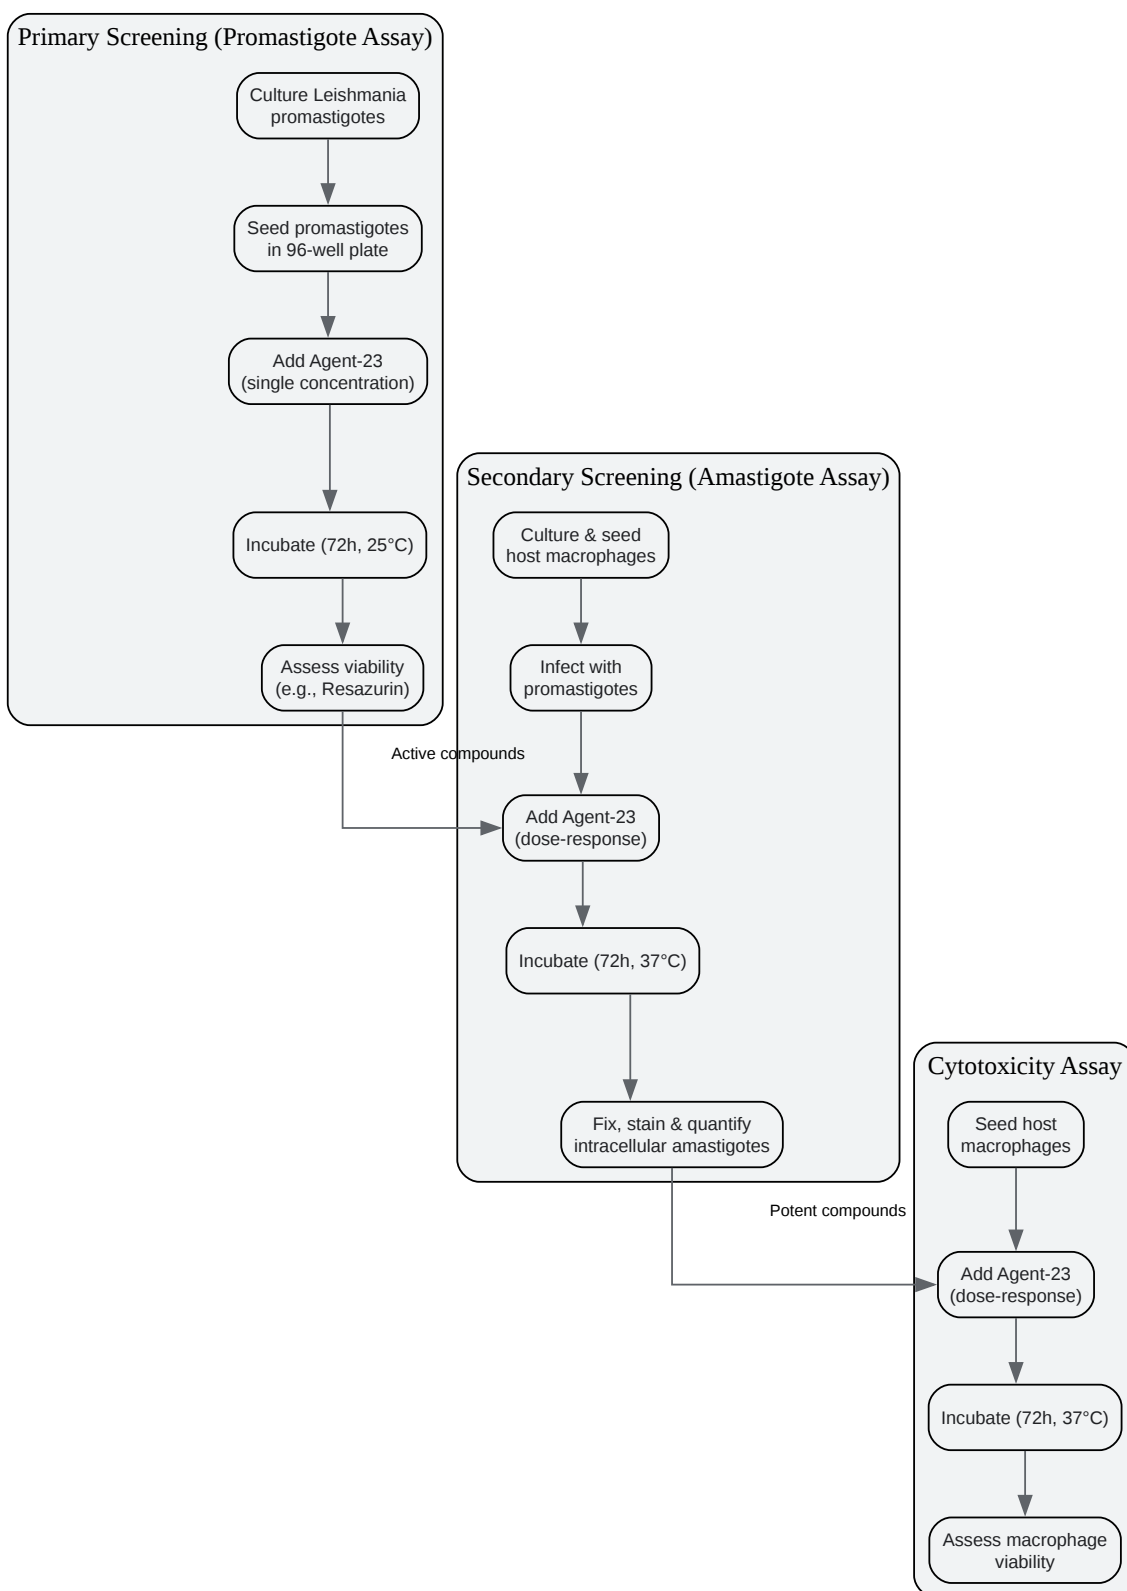 Primary Screening (Promastigote Assay)
Culture Leishmania
promastigotes
Seed promastigotes
in 96-well plate
Add Agent-23
(single concentration)
Incubate (72h, 25°C)
Assess viability
(e.g., Resazurin)
Active compounds
Secondary Screening (Amastigote Assay)
Culture & seed
host macrophages
Infect with
promastigotes
Add Agent-23
(dose-response)
Incubate (72h, 37°C)
Fix, stain & quantify
intracellular amastigotes
Potent compounds
Cytotoxicity Assay
Seed host
macrophages
Add Agent-23
(dose-response)
Incubate (72h, 37°C)
Assess macrophage
viability